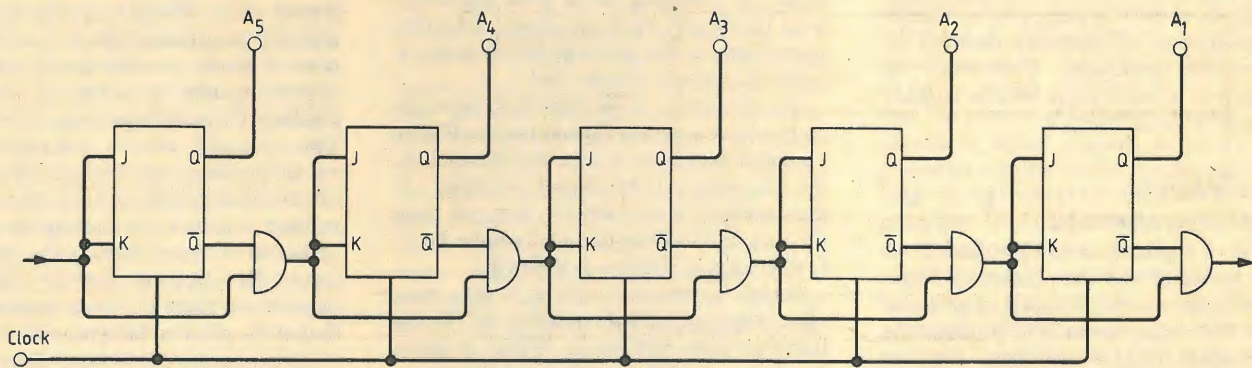 A5 A4 A3 A2 A1
J Q J Q J Q J Q J Q
K Q̅ K Q̅ K Q̅ K Q̅ K Q̅
Clock